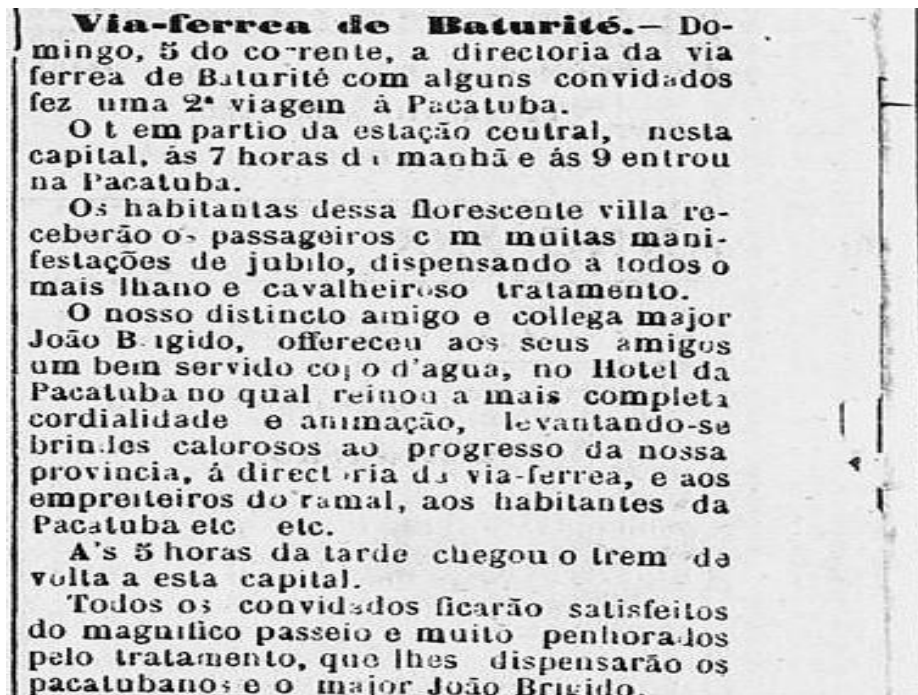 Via-ferrea de Baturité.— Do-
mingo, 5 do corrente, a directoria da via
ferrea de Baturité com alguns convidados
fez uma 2ª viagem á Pacatuba.
O t em partio da estação central, nesta
capital, ás 7 horas da manhã e ás 9 entrou
na Pacatuba.
Os habitantas dessa florescente villa re-
ceberão os passageiros c m muitas mani-
festações de jubilo, dispensando a todos o
mais lhano e cavalheiroso tratamento.
O nosso distincto amigo e collega major
João Brigido, offereceu aos seus amigos
um bem servido copo d'agua, no Hotel da
Pacatuba no qual reinou a mais completa
cordialidade e animação, levantando-se
brindes calorosos ao progresso da nossa
provincia, á directoria da via-ferrea, e aos
empreiteiros do ramal, aos habitantes da
Pacatuba etc etc.
A's 5 horas da tarde chegou o trem de
volta a esta capital.
Todos os convidados ficarão satisfeitos
do magnifico passeio e muito penhorados
pelo tratamento, que lhes dispensarão os
pacatubanos e o major João Brigido.